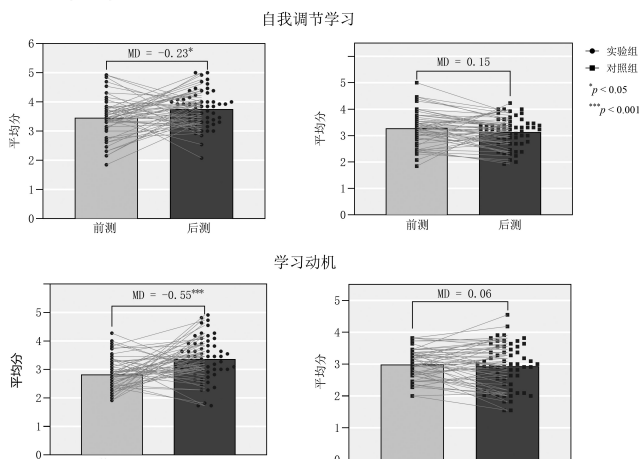 自我调节学习
6
5
4
3
2
1
0
平均分
MD = -0.23*
前测
后测
5
4
3
2
1
0
平均分
MD = 0.15
前测
后测
实验组
对照组
*p < 0.05
***p < 0.001
学习动机
5
4
3
2
1
0
平均分
MD = -0.55***
5
4
3
2
1
0
平均分
MD = 0.06